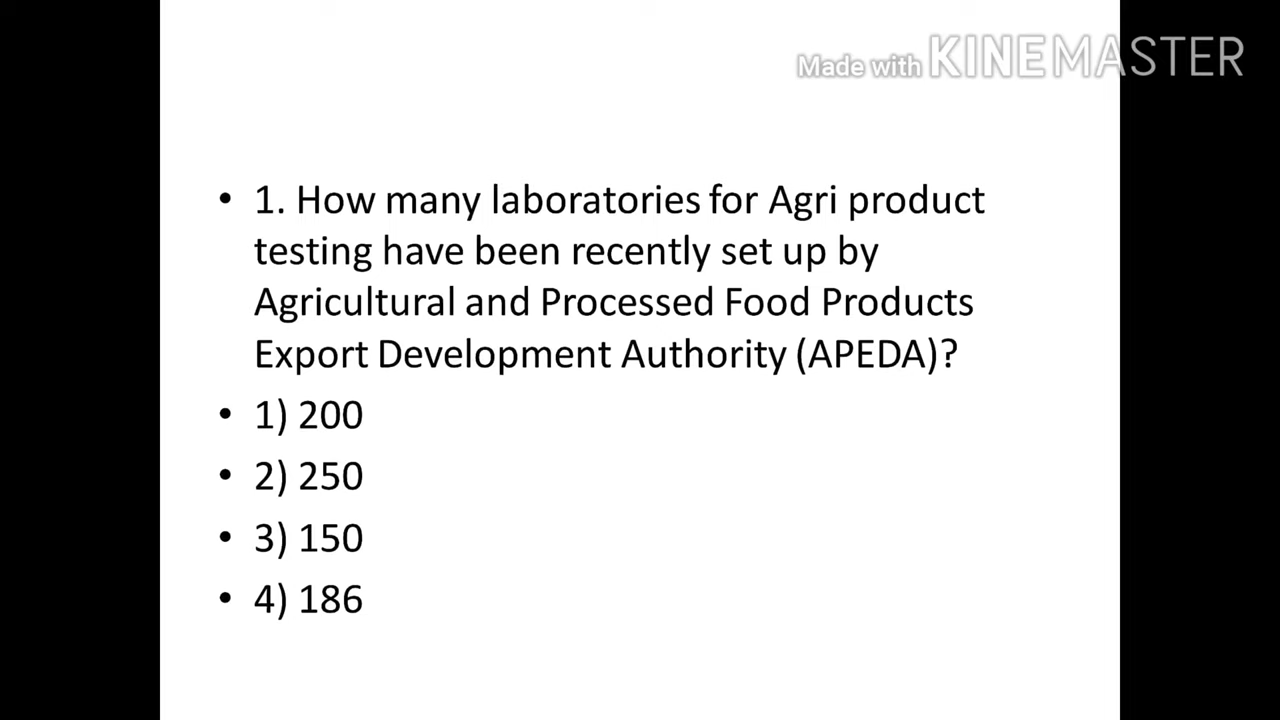 Made with KINEMASTER
• 1. How many laboratories for Agri product
testing have been recently set up by
Agricultural and Processed Food Products
Export Development Authority (APEDA)?
• 1) 200
• 2) 250
• 3) 150
• 4) 186